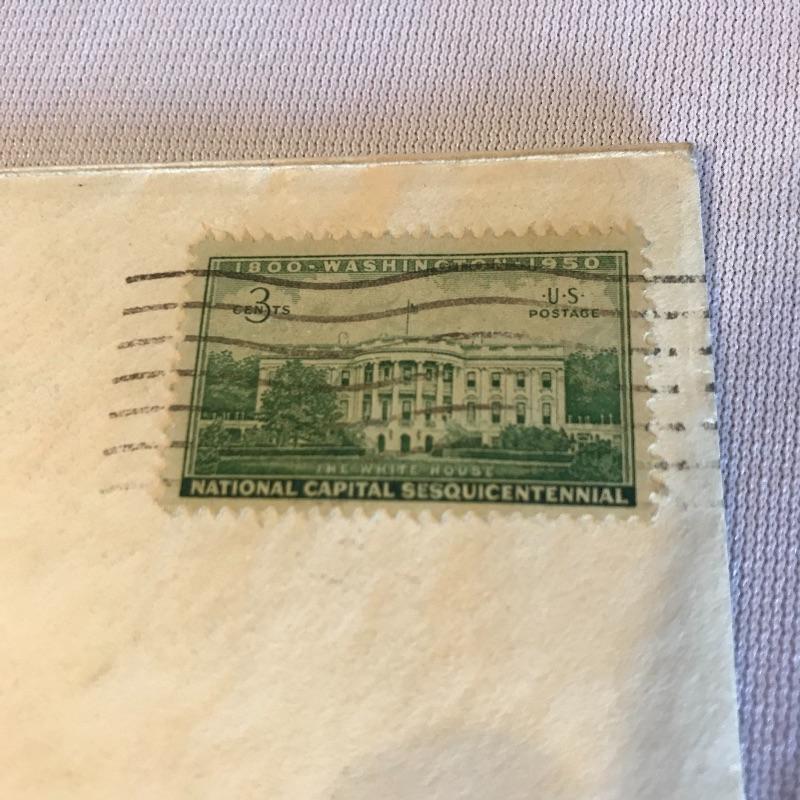 1800 - WASHINGTON - 1950
3 CENTS
·U·S·
POSTAGE
THE WHITE HOUSE
NATIONAL CAPITAL SESQUICENTENNIAL